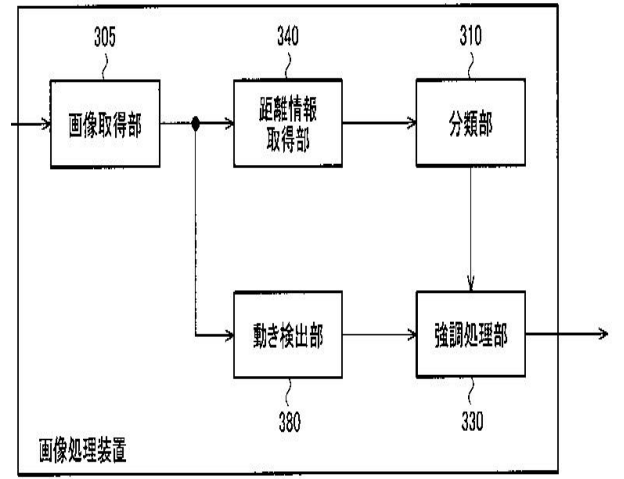 305
340
310
画像取得部
距離情報
取得部
分類部
動き検出部
強調処理部
380
330
画像処理装置